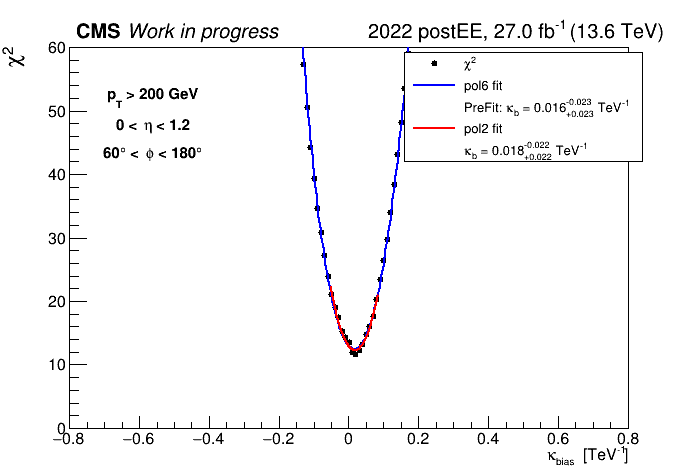 CMS Work in progress 2022 postEE, 27.0 fb⁻¹ (13.6 TeV)
χ²
60
50
40
30
20
10
0
p_T > 200 GeV
0 < η < 1.2
60° < ϕ < 180°
χ²
pol6 fit
PreFit: κ_b = 0.016^{-0.023}_{+0.023} TeV⁻¹
pol2 fit
κ_b = 0.018^{-0.022}_{+0.022} TeV⁻¹
−0.8 −0.6 −0.4 −0.2 0 0.2 0.4 0.6 0.8
κ_bias [TeV⁻¹]